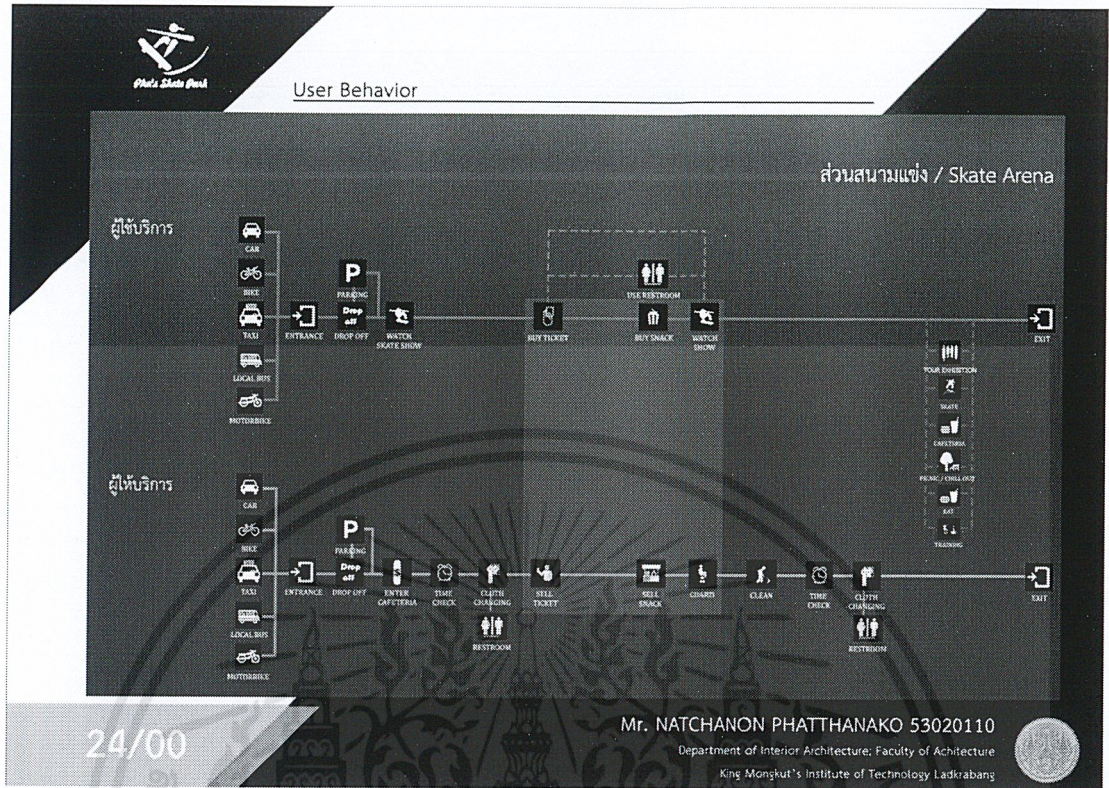 Phu's Skate Park
User Behavior
ส่วนสนามแข่ง / Skate Arena
ผู้ใช้บริการ
CAR
BIKE
TAXI
LOCAL BUS
MOTORBIKE
ENTRANCE
P
PARKING
Drop
off
DROP OFF
WATCH
SKATE SHOW
BUY TICKET
USE RESTROOM
BUY SNACK
WATCH
SHOW
EXIT
TOUR EXHIBITION
SKATE
CAFETERIA
PICNIC / CHILL OUT
EAT
TRAINING
ผู้ให้บริการ
CAR
BIKE
TAXI
LOCAL BUS
MOTORBIKE
ENTRANCE
P
PARKING
Drop
off
DROP OFF
ENTER
CAFETERIA
TIME
CHECK
CLOTH
CHANGING
RESTROOM
SELL
TICKET
SELL
SNACK
GUARD
CLEAN
TIME
CHECK
CLOTH
CHANGING
RESTROOM
EXIT
24/00
Mr. NATCHANON PHATTHANAKO 53020110
Department of Interior Architecture; Faculty of Achitecture
King Mongkut's Institute of Technology Ladkrabang